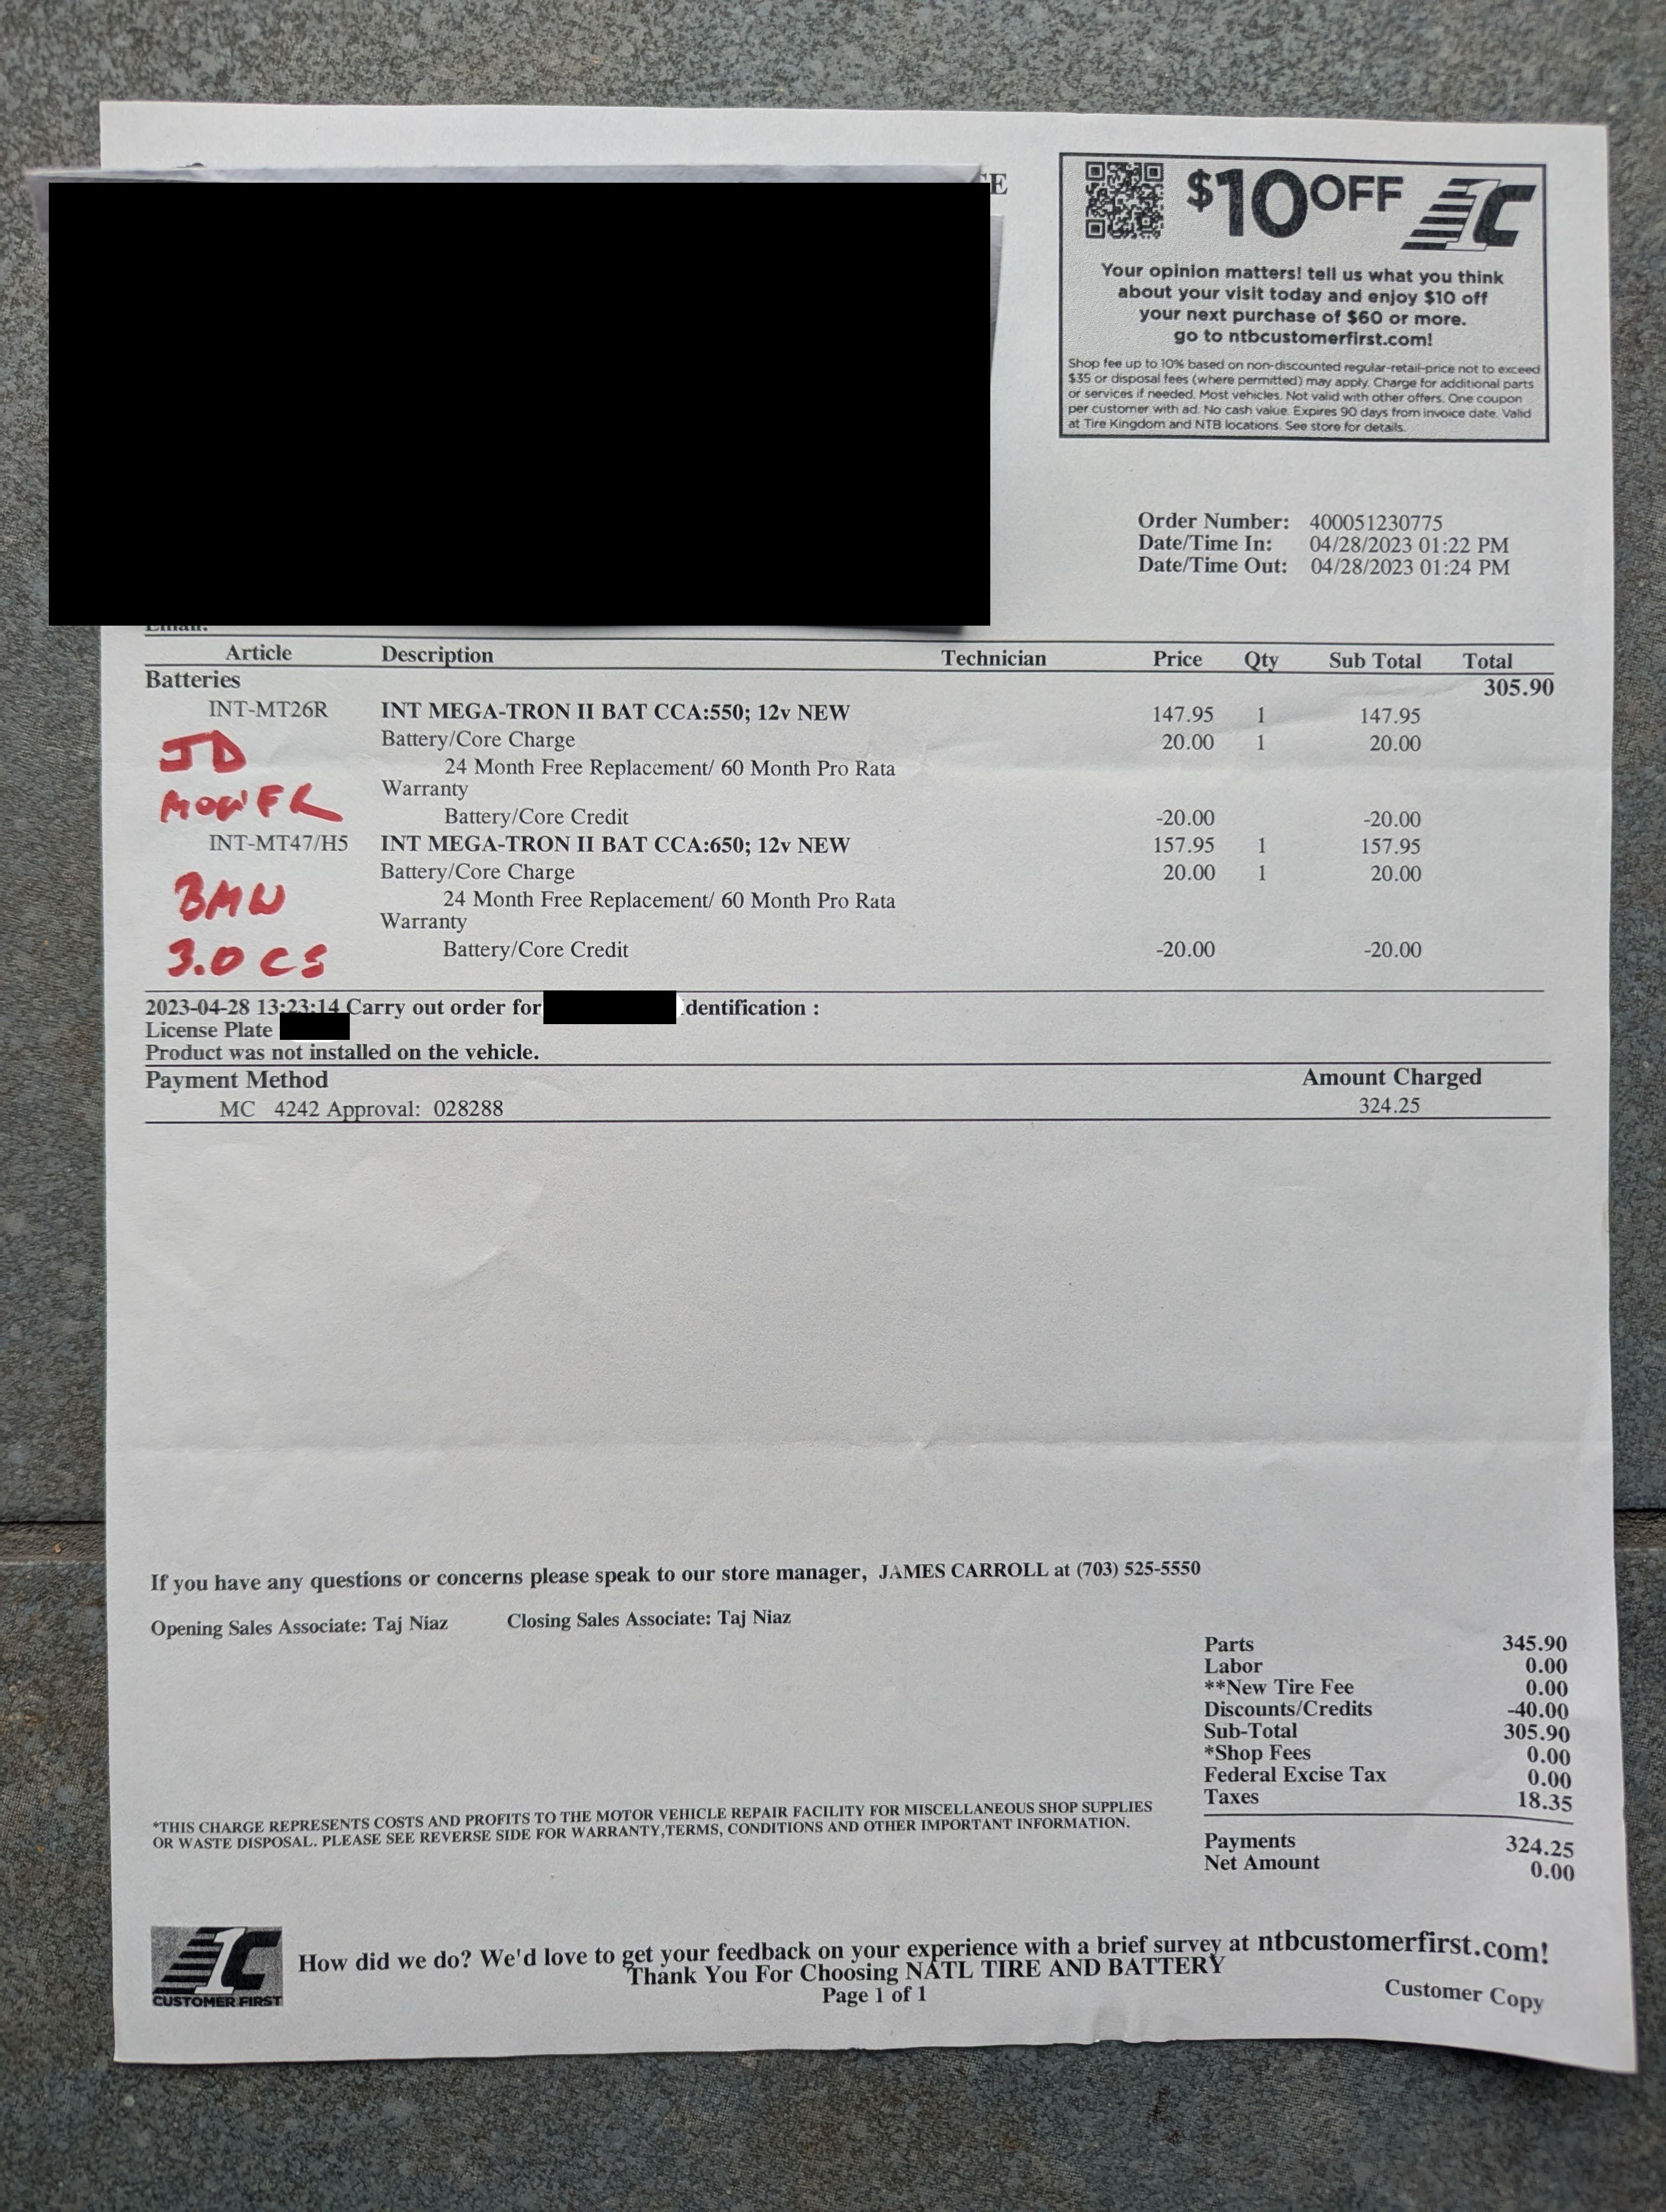 $10 OFF 1C
Your opinion matters! tell us what you think
about your visit today and enjoy $10 off
your next purchase of $60 or more.
go to ntbcustomerfirst.com!
Shop fee up to 10% based on non-discounted regular-retail-price not to exceed
$35 or disposal fees (where permitted) may apply. Charge for additional parts
or services if needed. Most vehicles. Not valid with other offers. One coupon
per customer with ad. No cash value. Expires 90 days from invoice date. Valid
at Tire Kingdom and NTB locations. See store for details.
Order Number: 400051230775
Date/Time In: 04/28/2023 01:22 PM
Date/Time Out: 04/28/2023 01:24 PM
Email:
Article Description Technician Price Qty Sub Total Total
Batteries 305.90
INT-MT26R INT MEGA-TRON II BAT CCA:550; 12v NEW 147.95 1 147.95
Battery/Core Charge 20.00 1 20.00
JD
24 Month Free Replacement/ 60 Month Pro Rata
Warranty
MOWER
Battery/Core Credit -20.00 -20.00
INT-MT47/H5 INT MEGA-TRON II BAT CCA:650; 12v NEW 157.95 1 157.95
Battery/Core Charge 20.00 1 20.00
BMW
24 Month Free Replacement/ 60 Month Pro Rata
Warranty
3.0 CS
Battery/Core Credit -20.00 -20.00
2023-04-28 13:23:14 Carry out order for dentification :
License Plate
Product was not installed on the vehicle.
Payment Method Amount Charged
MC 4242 Approval: 028288 324.25
If you have any questions or concerns please speak to our store manager, JAMES CARROLL at (703) 525-5550
Opening Sales Associate: Taj Niaz Closing Sales Associate: Taj Niaz
Parts 345.90
Labor 0.00
**New Tire Fee 0.00
Discounts/Credits -40.00
Sub-Total 305.90
*Shop Fees 0.00
Federal Excise Tax 0.00
Taxes 18.35
*THIS CHARGE REPRESENTS COSTS AND PROFITS TO THE MOTOR VEHICLE REPAIR FACILITY FOR MISCELLANEOUS SHOP SUPPLIES
OR WASTE DISPOSAL. PLEASE SEE REVERSE SIDE FOR WARRANTY,TERMS, CONDITIONS AND OTHER IMPORTANT INFORMATION.
Payments 324.25
Net Amount 0.00
1C
CUSTOMER FIRST
How did we do? We'd love to get your feedback on your experience with a brief survey at ntbcustomerfirst.com!
Thank You For Choosing NATL TIRE AND BATTERY
Page 1 of 1
Customer Copy